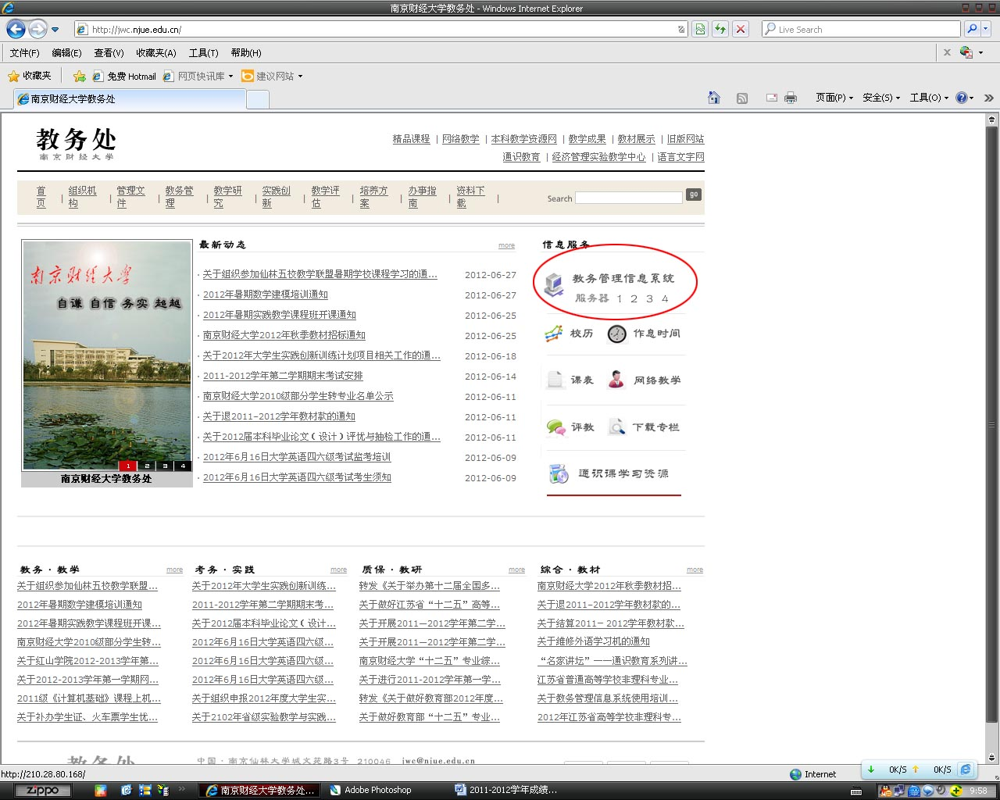 南京财经大学教务处 - Windows Internet Explorer
http://jwc.njue.edu.cn/
Live Search
文件(F) 编辑(E) 查看(V) 收藏夹(A) 工具(T) 帮助(H)
收藏夹 免费 Hotmail 网页快讯库 建议网站
南京财经大学教务处
页面(P) 安全(S) 工具(O)
教务处
南京财经大学
精品课程 | 网络教学 | 本科教学资源网 | 教学成果 | 教材展示 | 旧版网站
通识教育 | 经济管理实验教学中心 | 语言文字网
首页 | 组织机构 | 管理文件 | 教务管理 | 教学研究 | 实践创新 | 教学评估 | 培养方案 | 办事指南 | 资料下载 |
Search go
南京财经大学
自谦 自信 务实 超越
1 2 3 4
南京财经大学教务处
最新动态 more
· 关于组织参加仙林五校教学联盟暑期学校课程学习的通... 2012-06-27
· 2012年暑期数学建模培训通知 2012-06-27
· 2012年暑期实践教学课程班开课通知 2012-06-25
· 南京财经大学2012年秋季教材招标通知 2012-06-25
· 关于2012年大学生实践创新训练计划项目相关工作的通... 2012-06-18
· 2011-2012学年第二学期期末考试安排 2012-06-14
· 南京财经大学2010级部分学生转专业名单公示 2012-06-11
· 关于退2011-2012学年教材款的通知 2012-06-11
· 关于2012届本科毕业论文（设计）评优与抽检工作的通... 2012-06-11
· 2012年6月16日大学英语四六级考试监考培训 2012-06-09
· 2012年6月16日大学英语四六级考试考生须知 2012-06-09
信息服务
教务管理信息系统
服务器 1 2 3 4
校历 作息时间
课表 网络教学
评教 下载专栏
通识课学习资源
教务·教学 more
关于组织参加仙林五校教学联盟...
2012年暑期数学建模培训通知
2012年暑期实践教学课程班开课...
南京财经大学2010级部分学生转...
关于红山学院2012-2013学年第...
关于2012-2013学年第一学期网...
2011级《计算机基础》课程上机...
关于补办学生证、火车票学生优...
考务·实践 more
关于2012年大学生实践创新训练...
2011-2012学年第二学期期末考...
关于2012届本科毕业论文（设计...
2012年6月16日大学英语四六级...
2012年6月16日大学英语四六级...
2012年6月16日大学英语四六级...
关于组织申报2012年度大学生实...
关于2102年省级实验教学与实践...
质保·教研 more
转发《关于举办第十二届全国多...
关于做好江苏省“十二五”高等...
关于开展2011—2012学年第二学...
关于开展2011—2012学年第二学...
南京财经大学“十二五”专业综...
关于进行2011-2012学年第一学...
转发《关于做好教育部2012年度...
关于做好教育部“十二五”专业...
综合·教材 more
南京财经大学2012年秋季教材招...
关于退2011-2012学年教材款的...
关于结算2011－2012学年教材款...
关于维修外语学习机的通知
“名家讲坛”——通识教育系列讲...
江苏省普通高等学校非理科专业...
关于教务管理信息系统使用培训...
2012年江苏省高等学校非理科专...
教务处
中国·南京仙林大学城文苑路3号 210046 jwc@njue.edu.cn
http://210.28.80.168/
Internet
0K/S 0K/S
zippo
南京财经大学教务处...
Adobe Photoshop
2011-2012学年成绩...
9:58